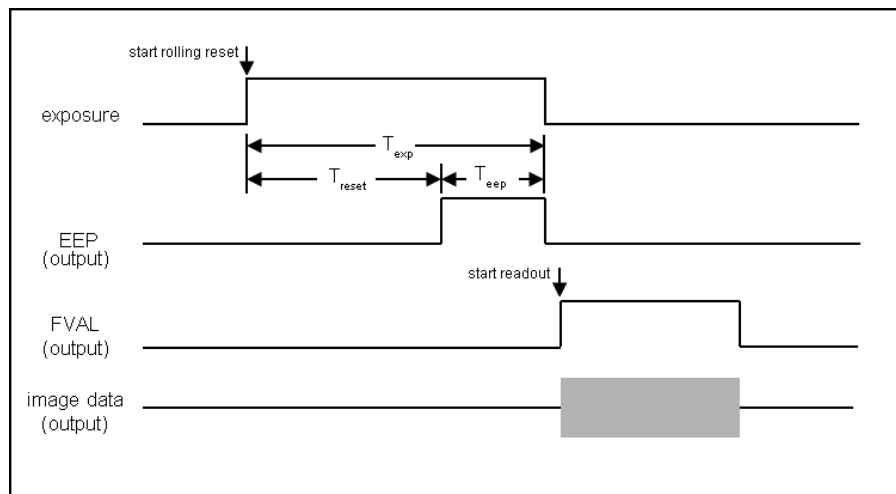 start rolling reset
exposure
T exp
T reset
T eep
EEP
(output)
start readout
FVAL
(output)
image data
(output)